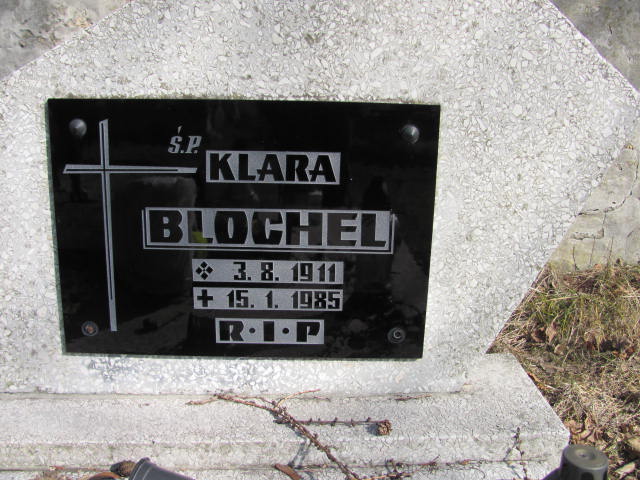 Ś.P.
KLARA
BLOCHEL
❖ 3.8.1911
+ 15.1.1985
R·I·P